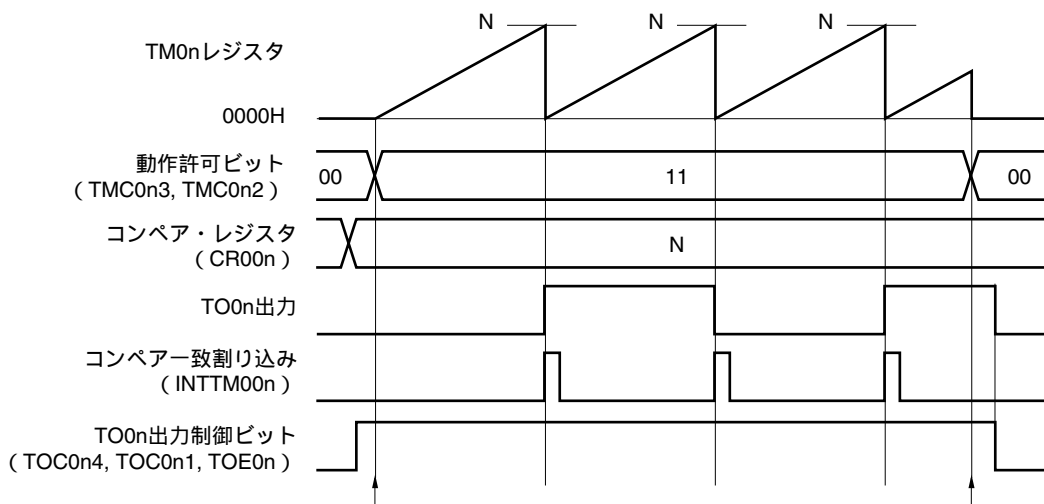 N N N
TM0nレジスタ
0000H
動作許可ビット
（TMC0n3, TMC0n2）
00 11 00
コンペア・レジスタ
（CR00n）
N
TO0n出力
コンペア一致割り込み
（INTTM00n）
TO0n出力制御ビット
（TOC0n4, TOC0n1, TOE0n）